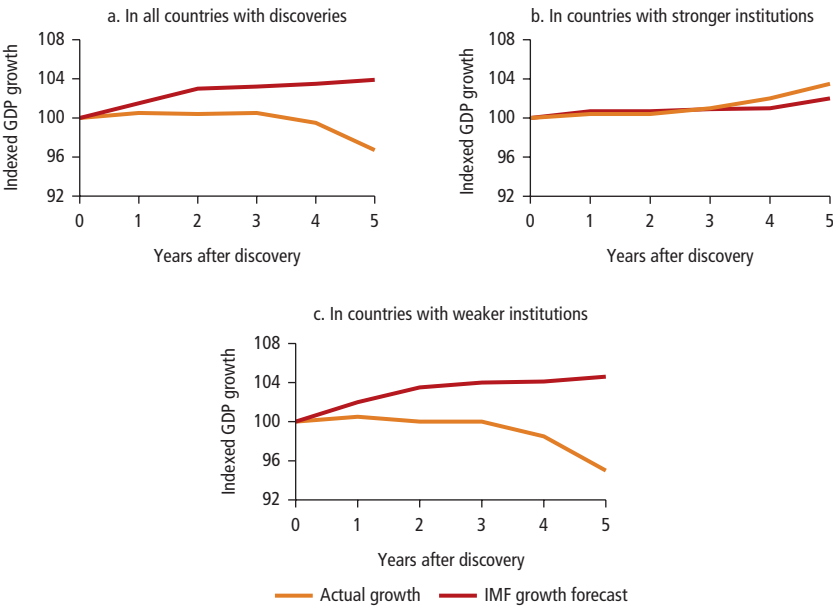 a. In all countries with discoveries
108
104
100
96
92
Indexed GDP growth
0 1 2 3 4 5
Years after discovery
b. In countries with stronger institutions
108
104
100
96
92
Indexed GDP growth
0 1 2 3 4 5
Years after discovery
c. In countries with weaker institutions
108
104
100
96
92
Indexed GDP growth
0 1 2 3 4 5
Years after discovery
Actual growth IMF growth forecast